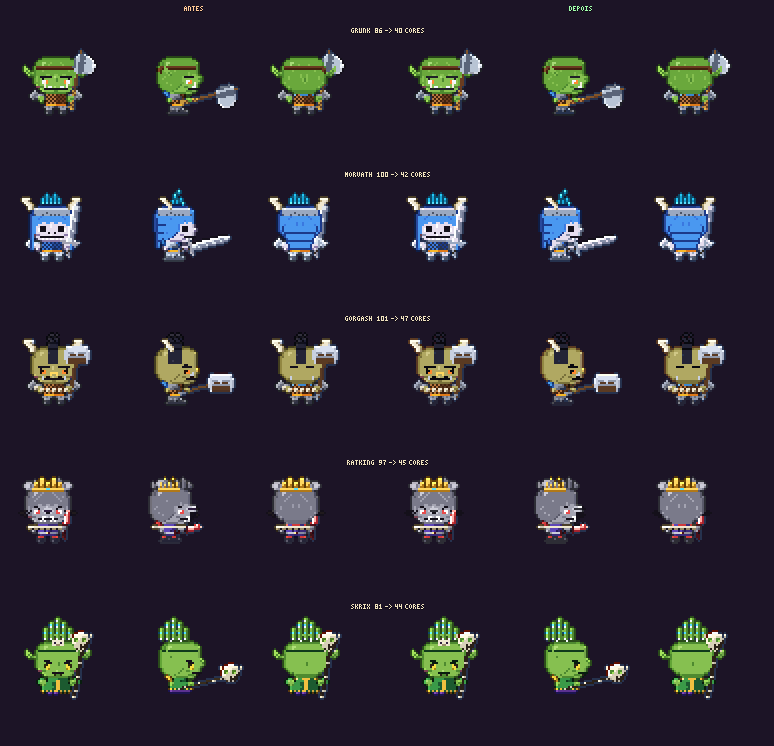 ANTES
DEPOIS
GRUNK 86 -> 40 CORES
MORVATH 100 -> 42 CORES
GORGASH 101 -> 47 CORES
RATKING 97 -> 45 CORES
SKRIX 81 -> 44 CORES